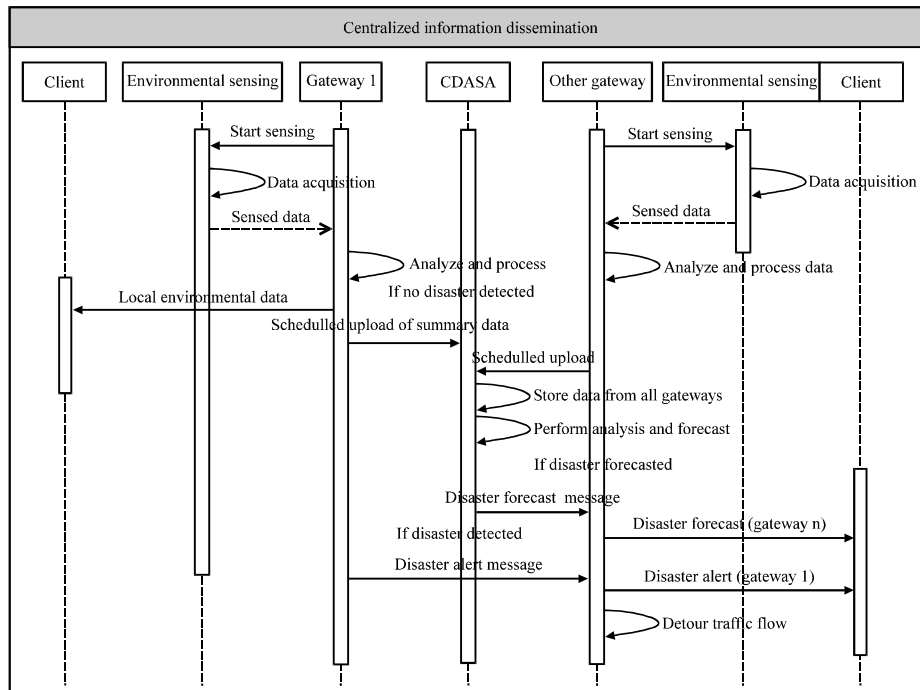 Centralized information dissemination
Client
Environmental sensing
Gateway 1
CDASA
Other gateway
Environmental sensing
Client
Start sensing
Start sensing
Data acquisition
Data acquisition
Sensed data
Sensed data
Analyze and process
Analyze and process data
If no disaster detected
Local environmental data
Schedulled upload of summary data
Schedulled upload
Store data from all gateways
Perform analysis and forecast
If disaster forecasted
Disaster forecast message
Disaster forecast (gateway n)
If disaster detected
Disaster alert message
Disaster alert (gateway 1)
Detour traffic flow